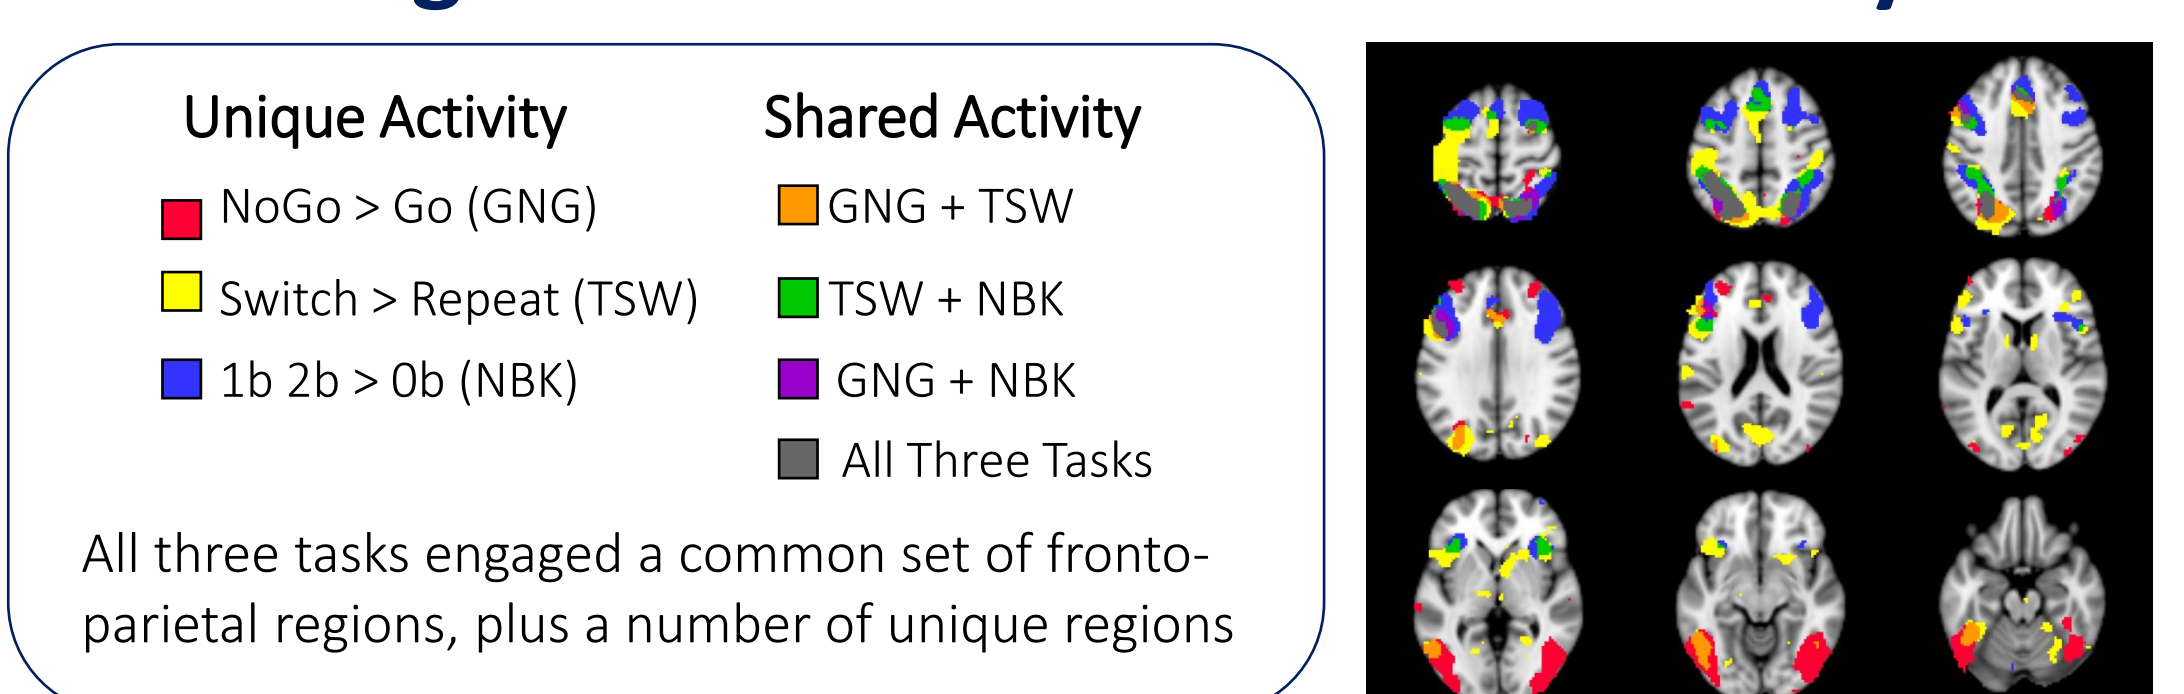 Unique Activity
NoGo > Go (GNG)
Switch > Repeat (TSW)
1b 2b > 0b (NBK)
Shared Activity
GNG + TSW
TSW + NBK
GNG + NBK
All Three Tasks
All three tasks engaged a common set of fronto-
parietal regions, plus a number of unique regions